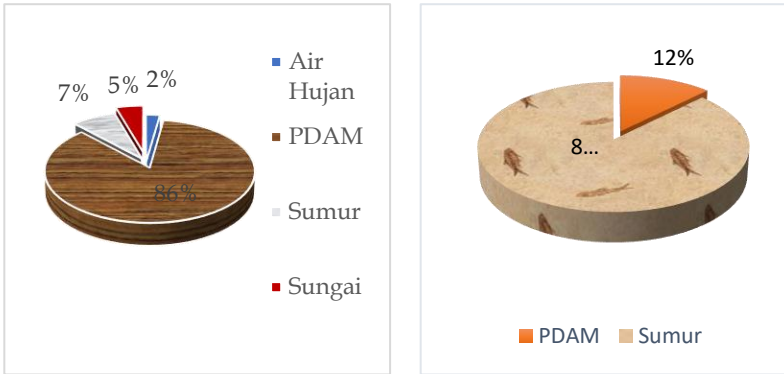 7%
5%
2%
86%
Air
Hujan
PDAM
Sumur
Sungai
12%
8...
PDAM
Sumur